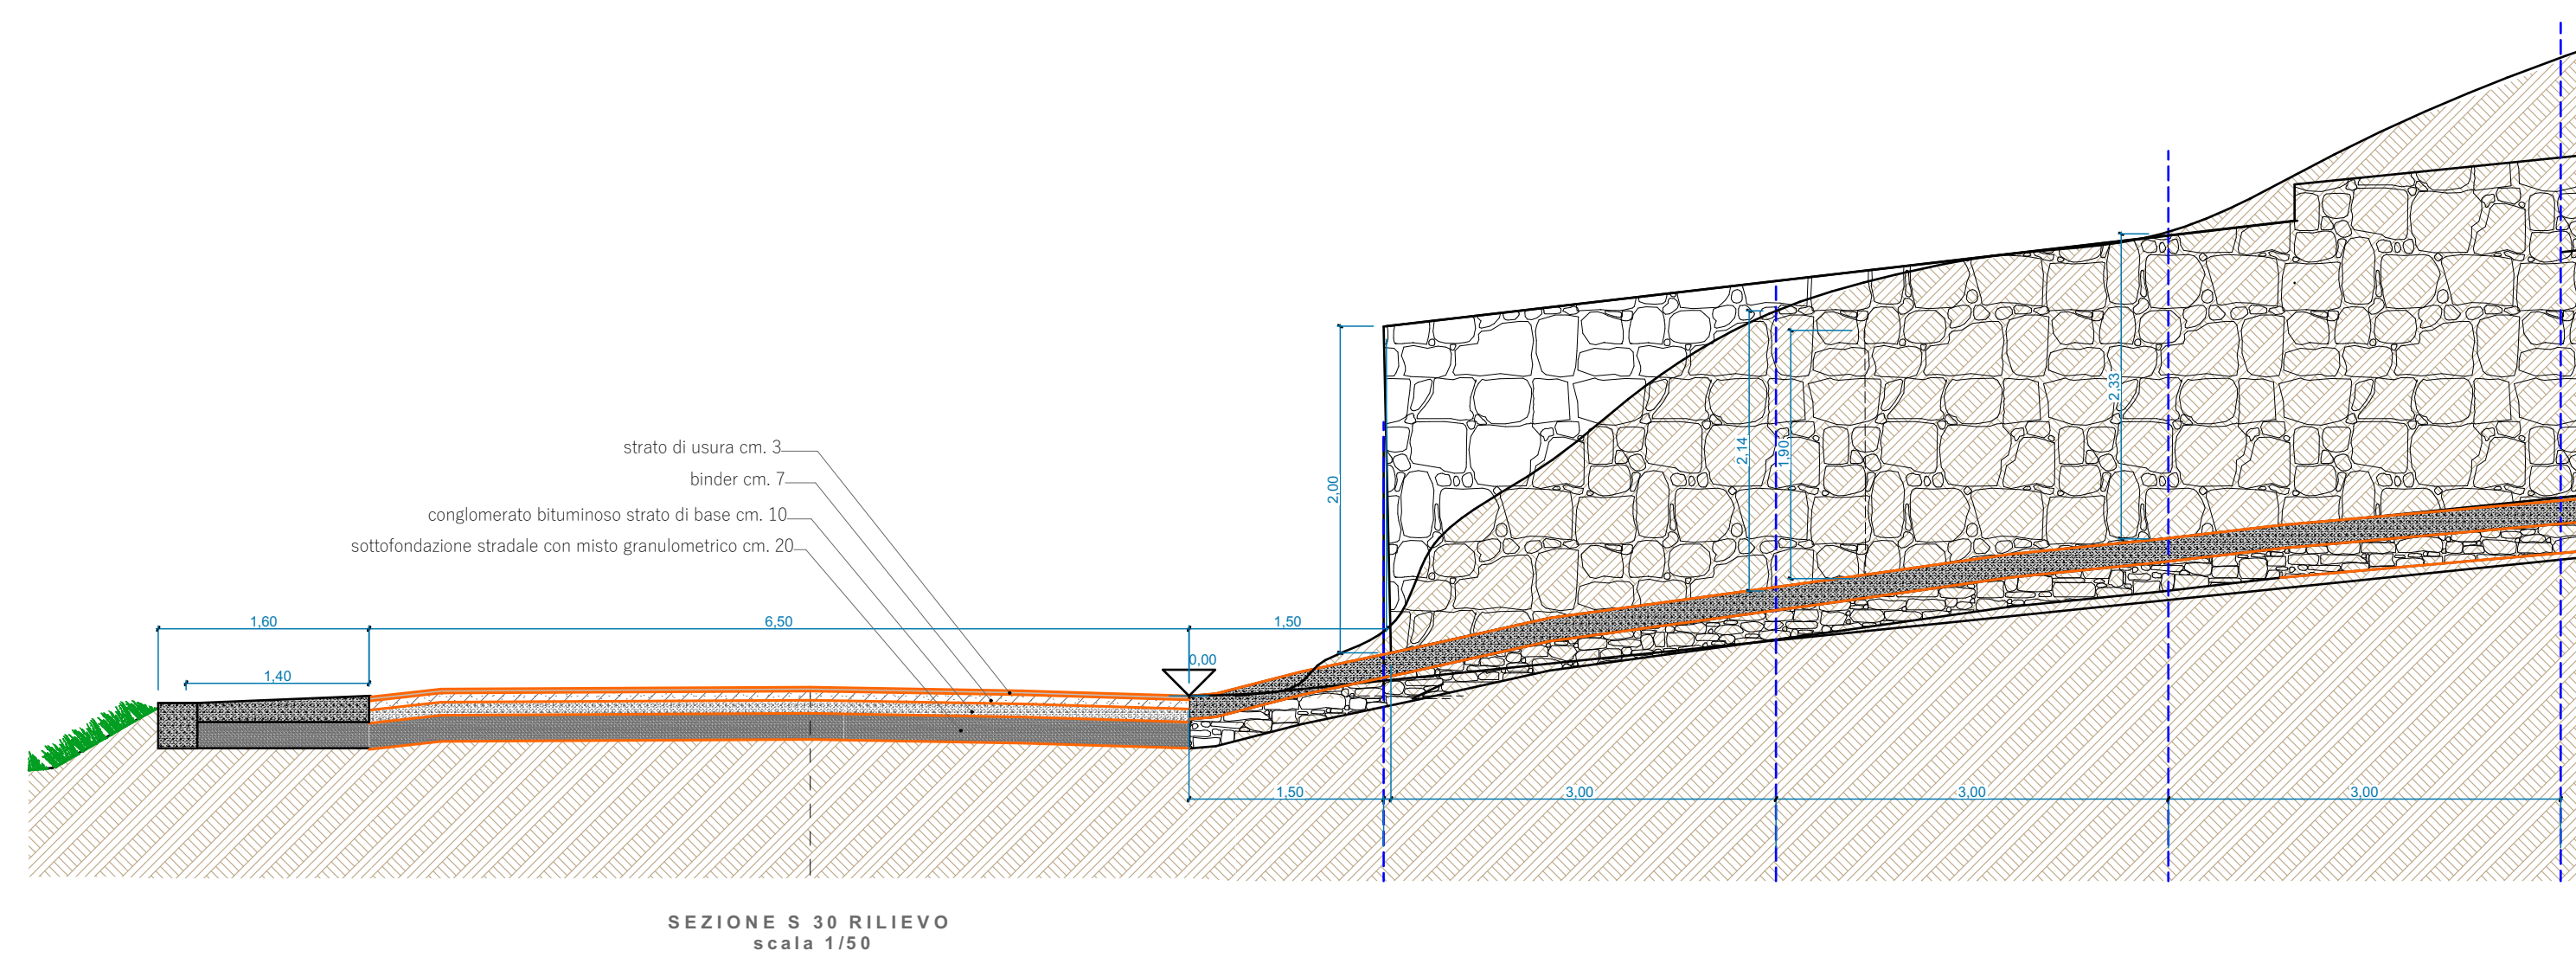 2,33
2,14
1,90
strato di usura cm. 3
binder cm. 7
2,00
conglomerato bituminoso strato di base cm. 10
sottofondazione stradale con misto granulometrico cm. 20
1,60
6,50
1,50
0,00
1,40
1,50
3,00
3,00
3,00
SEZIONE S 30 RILIEVO
scala 1/50